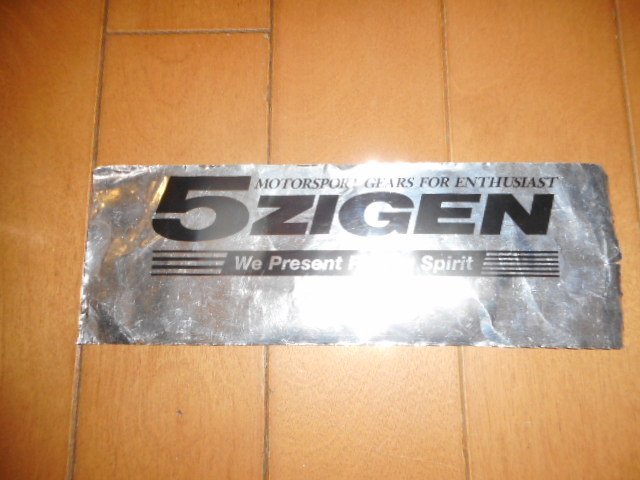 MOTORSPORT GEARS FOR ENTHUSIAST
5ZIGEN
We Present Spirit